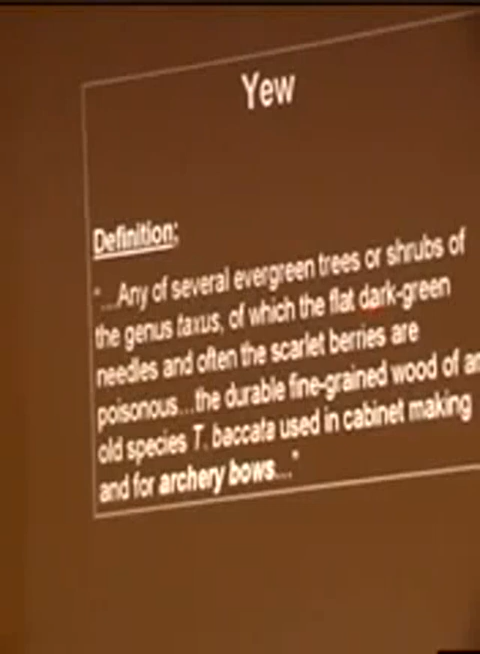 Yew
Definition:
"...Any of several evergreen trees or shrubs of
the genus taxus, of which the flat dark-green
needles and often the scarlet berries are
poisonous...the durable fine-grained wood of an
old species T. baccata used in cabinet making
and for archery bows..."